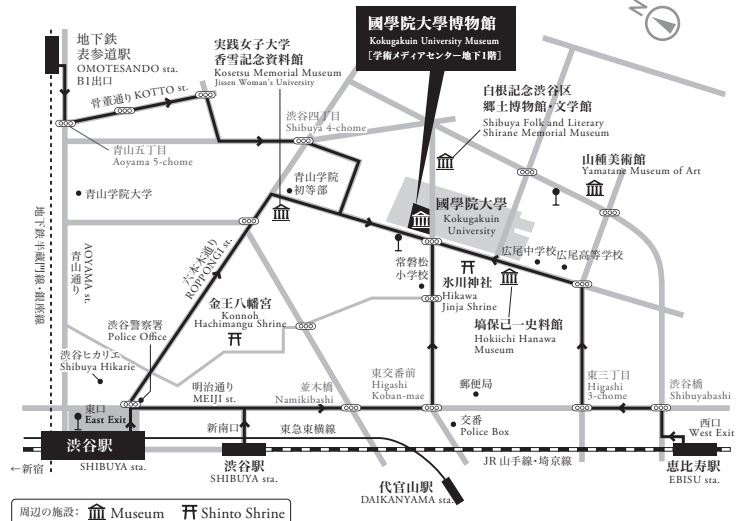 國學院大學博物館
Kokugakuin University Museum
[学術メディアセンター地下1階]
N
地下鉄
表参道駅
OMOTESANDO sta.
B1出口
骨董通り KOTTO st.
実践女子大学
香雪記念資料館
Kosetsu Memorial Museum
Jissen Woman's University
渋谷四丁目
Shibuya 4-chome
白根記念渋谷区
郷土博物館・文学館
Shibuya Folk and Literary
Shirane Memorial Museum
山種美術館
Yamatane Museum of Art
青山五丁目
Aoyama 5-chome
青山学院大学
青山学院
初等部
國學院大學
Kokugakuin
University
地下鉄半蔵門線・銀座線
青山通り
AOYAMA st.
六本木通り
ROPPONGI st.
常磐松
小学校
氷川神社
Hikawa
Jinja Shrine
広尾中学校
広尾高等学校
金王八幡宮
Konnoh
Hachimangu Shrine
塙保己一史料館
Hokiichi Hanawa
Museum
渋谷警察署
Police Office
渋谷ヒカリエ
Shibuya Hikarie
明治通り
MEIJI st.
並木橋
Namikibashi
東交番前
Higashi
Koban-mae
郵便局
東三丁目
Higashi
3-chome
渋谷橋
Shibuyabashi
東口
East Exit
新南口
東急東横線
交番
Police Box
西口
West Exit
渋谷駅
SHIBUYA sta.
←新宿
渋谷駅
SHIBUYA sta.
JR 山手線・埼京線
代官山駅
DAIKANYAMA sta.
恵比寿駅
EBISU sta.
周辺の施設: Museum Shinto Shrine